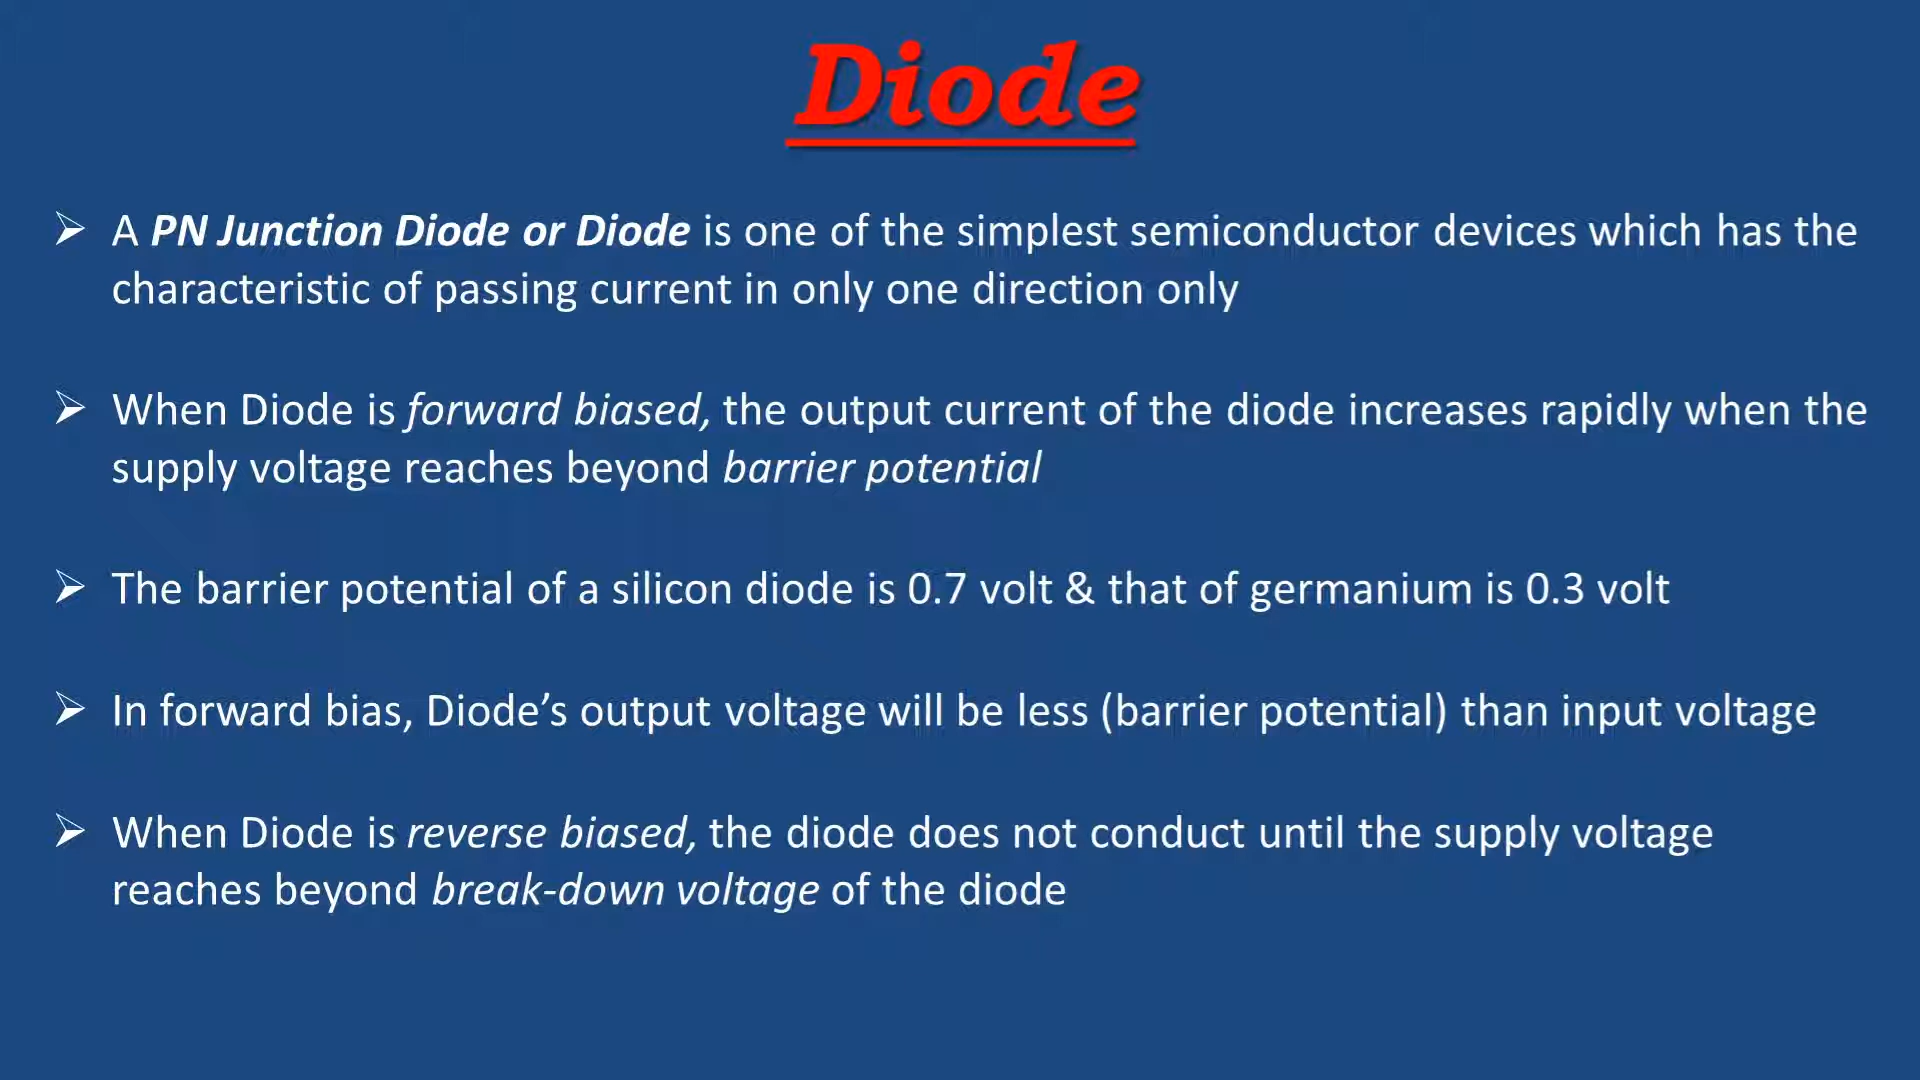 Diode
➢ A PN Junction Diode or Diode is one of the simplest semiconductor devices which has the
characteristic of passing current in only one direction only
➢ When Diode is forward biased, the output current of the diode increases rapidly when the
supply voltage reaches beyond barrier potential
➢ The barrier potential of a silicon diode is 0.7 volt & that of germanium is 0.3 volt
➢ In forward bias, Diode’s output voltage will be less (barrier potential) than input voltage
➢ When Diode is reverse biased, the diode does not conduct until the supply voltage
reaches beyond break-down voltage of the diode